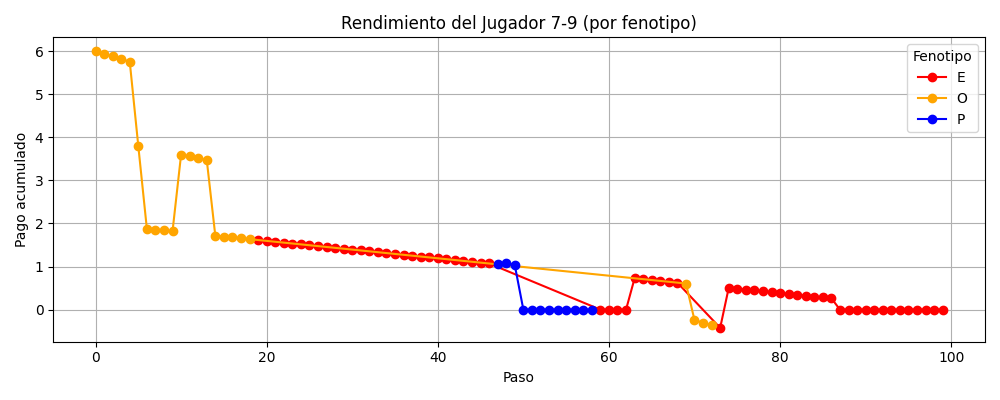 Rendimiento del Jugador 7-9 (por fenotipo)
Pago acumulado
6
5
4
3
2
1
0
0 20 40 60 80 100
Paso
Fenotipo
E
O
P